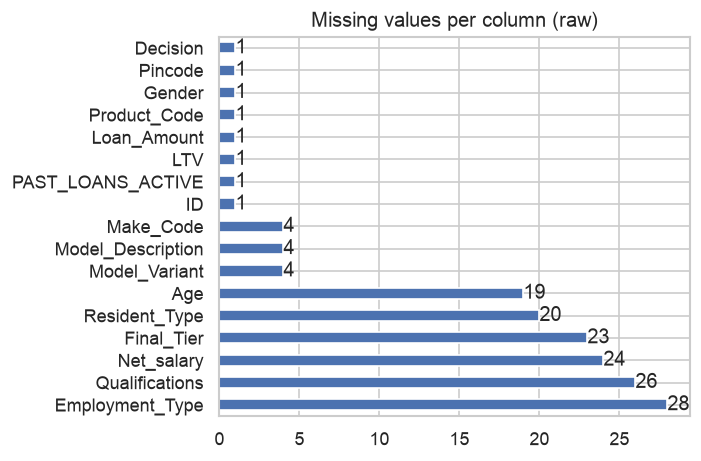 Missing values per column (raw)
Decision 1
Pincode 1
Gender 1
Product_Code 1
Loan_Amount 1
LTV 1
PAST_LOANS_ACTIVE 1
ID 1
Make_Code 4
Model_Description 4
Model_Variant 4
Age 19
Resident_Type 20
Final_Tier 23
Net_salary 24
Qualifications 26
Employment_Type 28
0 5 10 15 20 25